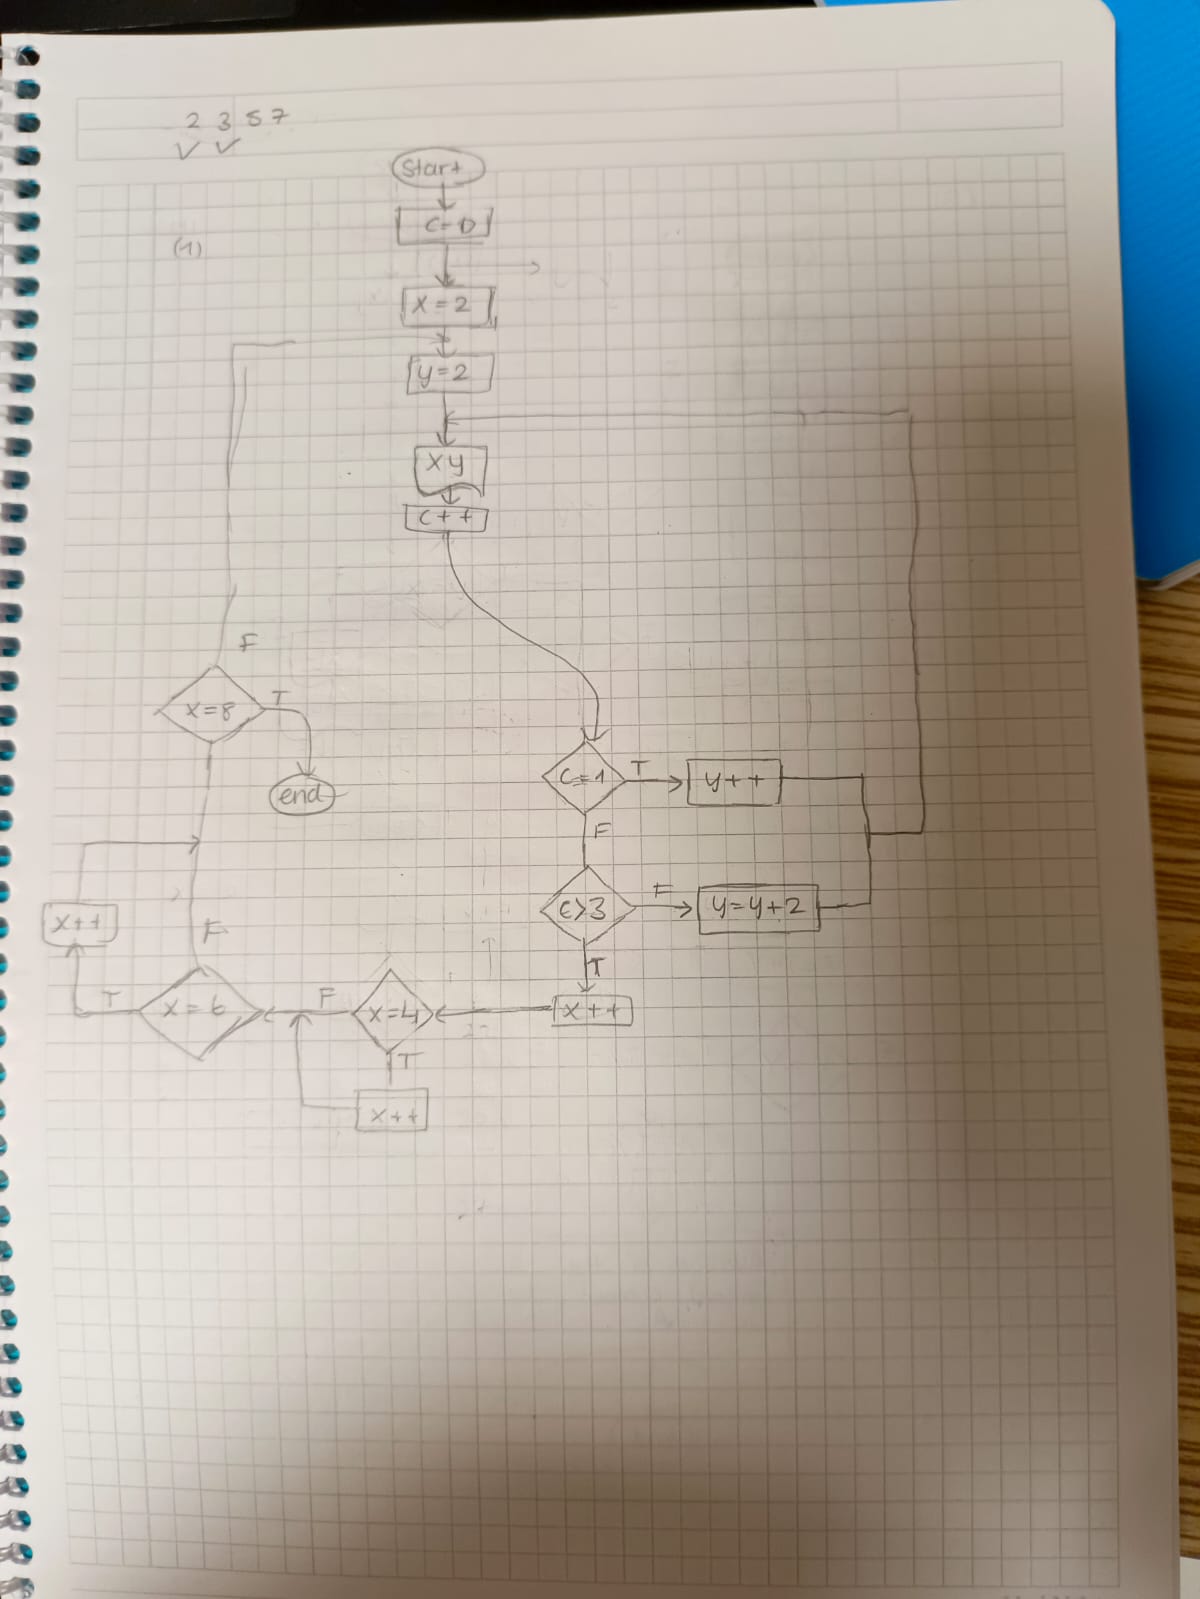 2 3 5 7
Start
C=0
(1)
x=2
y=2
xy
c++
F
x=8 T
end
C=1 T y++
F
x++
F
C>3 F y=y+2
T
T x=6 F x=4 x++
T
x++